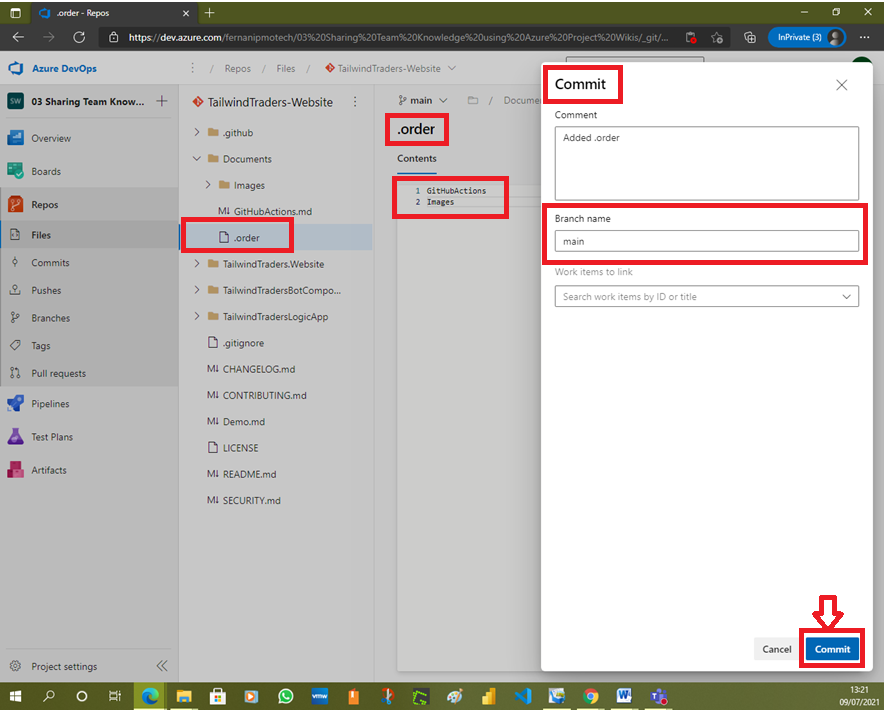 .order - Repos
https://dev.azure.com/fernanipmotech/03%20Sharing%20Team%20Knowledge%20using%20Azure%20Project%20Wikis/_git/...
InPrivate (3)
Azure DevOps
/ Repos / Files / TailwindTraders-Website
SW 03 Sharing Team Know...
Overview
Boards
Repos
Files
Commits
Pushes
Branches
Tags
Pull requests
Pipelines
Test Plans
Artifacts
Project settings
TailwindTraders-Website
.github
Documents
Images
M↓ GitHubActions.md
.order
TailwindTraders.Website
TailwindTradersBotCompo...
TailwindTradersLogicApp
.gitignore
M↓ CHANGELOG.md
M↓ CONTRIBUTING.md
M↓ Demo.md
LICENSE
M↓ README.md
M↓ SECURITY.md
main / Docume
.order
Contents
1 GitHubActions
2 Images
Commit
Comment
Added .order
Branch name
main
Work items to link
Search work items by ID or title
Cancel
Commit
vmw
13:21
09/07/2021